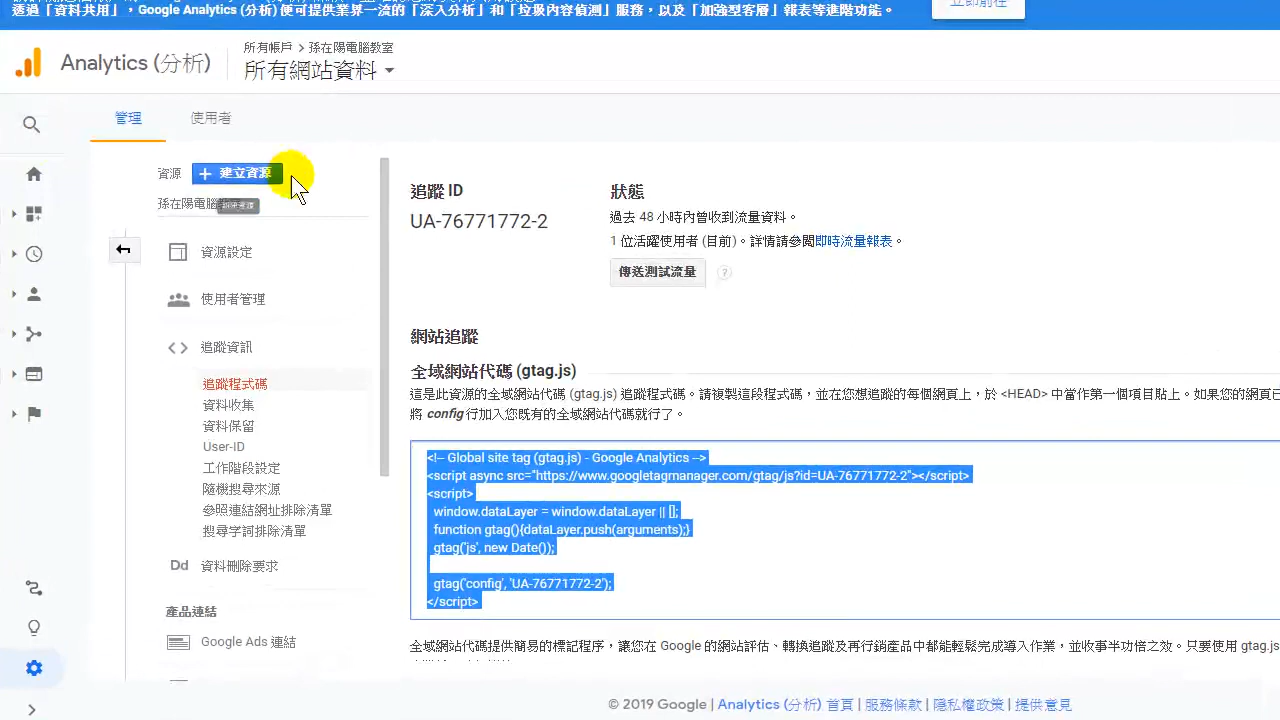 透過「資料共用」，Google Analytics (分析) 便可提供業界一流的「深入分析」和「垃圾內容偵測」服務，以及「加強型客層」報表等進階功能。
立即前往
Analytics (分析)
所有帳戶 > 孫在陽電腦教室
所有網站資料
管理
使用者
資源
+ 建立資源
孫在陽電腦
資源設定
使用者管理
追蹤資訊
追蹤程式碼
資料收集
資料保留
User-ID
工作階段設定
隨機搜尋來源
參照連結網址排除清單
搜尋字詞排除清單
Dd 資料刪除要求
產品連結
Google Ads 連結
追蹤 ID
UA-76771772-2
狀態
過去 48 小時內曾收到流量資料。
1 位活躍使用者 (目前)。詳情請參閱即時流量報表。
傳送測試流量
?
網站追蹤
全域網站代碼 (gtag.js)
這是此資源的全域網站代碼 (gtag.js) 追蹤程式碼。請複製這段程式碼，並在您想追蹤的每個網頁上，於 <HEAD> 中當作第一個項目貼上。如果您的網頁已
將 config 行加入您既有的全域網站代碼就行了。
<!-- Global site tag (gtag.js) - Google Analytics -->
<script async src="https://www.googletagmanager.com/gtag/js?id=UA-76771772-2"></script>
<script>
window.dataLayer = window.dataLayer || [];
function gtag(){dataLayer.push(arguments);}
gtag('js', new Date());
gtag('config', 'UA-76771772-2');
</script>
全域網站代碼提供簡易的標記程序，讓您在 Google 的網站評估、轉換追蹤及再行銷產品中都能輕鬆完成導入作業，並收事半功倍之效。只要使用 gtag.js
© 2019 Google | Analytics (分析) 首頁 | 服務條款 | 隱私權政策 | 提供意見